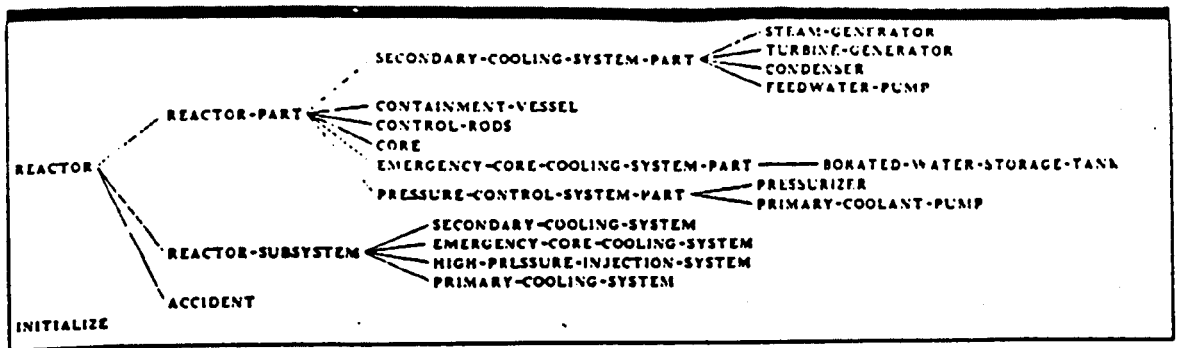 STEAM-GENERATOR
TURBINE-GENERATOR
SECONDARY-COOLING-SYSTEM-PART
CONDENSER
FEEDWATER-PUMP
CONTAINMENT-VESSEL
REACTOR-PART
CONTROL-RODS
CORE
REACTOR
EMERGENCY-CORE-COOLING-SYSTEM-PART
BORATED-WATER-STORAGE-TANK
PRESSURIZER
PRESSURE-CONTROL-SYSTEM-PART
PRIMARY-COOLANT-PUMP
SECONDARY-COOLING-SYSTEM
EMERGENCY-CORE-COOLING-SYSTEM
REACTOR-SUBSYSTEM
HIGH-PRESSURE-INJECTION-SYSTEM
PRIMARY-COOLING-SYSTEM
ACCIDENT
INITIALIZE